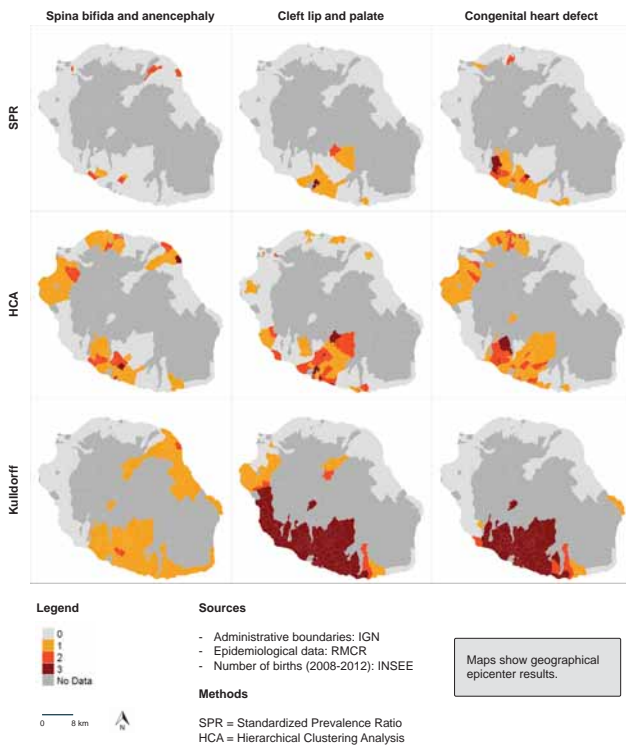 Spina bifida and anencephaly
Cleft lip and palate
Congenital heart defect
SPR
HCA
Kulldorff
Legend
0
1
2
3
No Data
0 8 km
N
Sources
- Administrative boundaries: IGN
- Epidemiological data: RMCR
- Number of births (2008-2012): INSEE
Methods
SPR = Standardized Prevalence Ratio
HCA = Hierarchical Clustering Analysis
Maps show geographical
epicenter results.